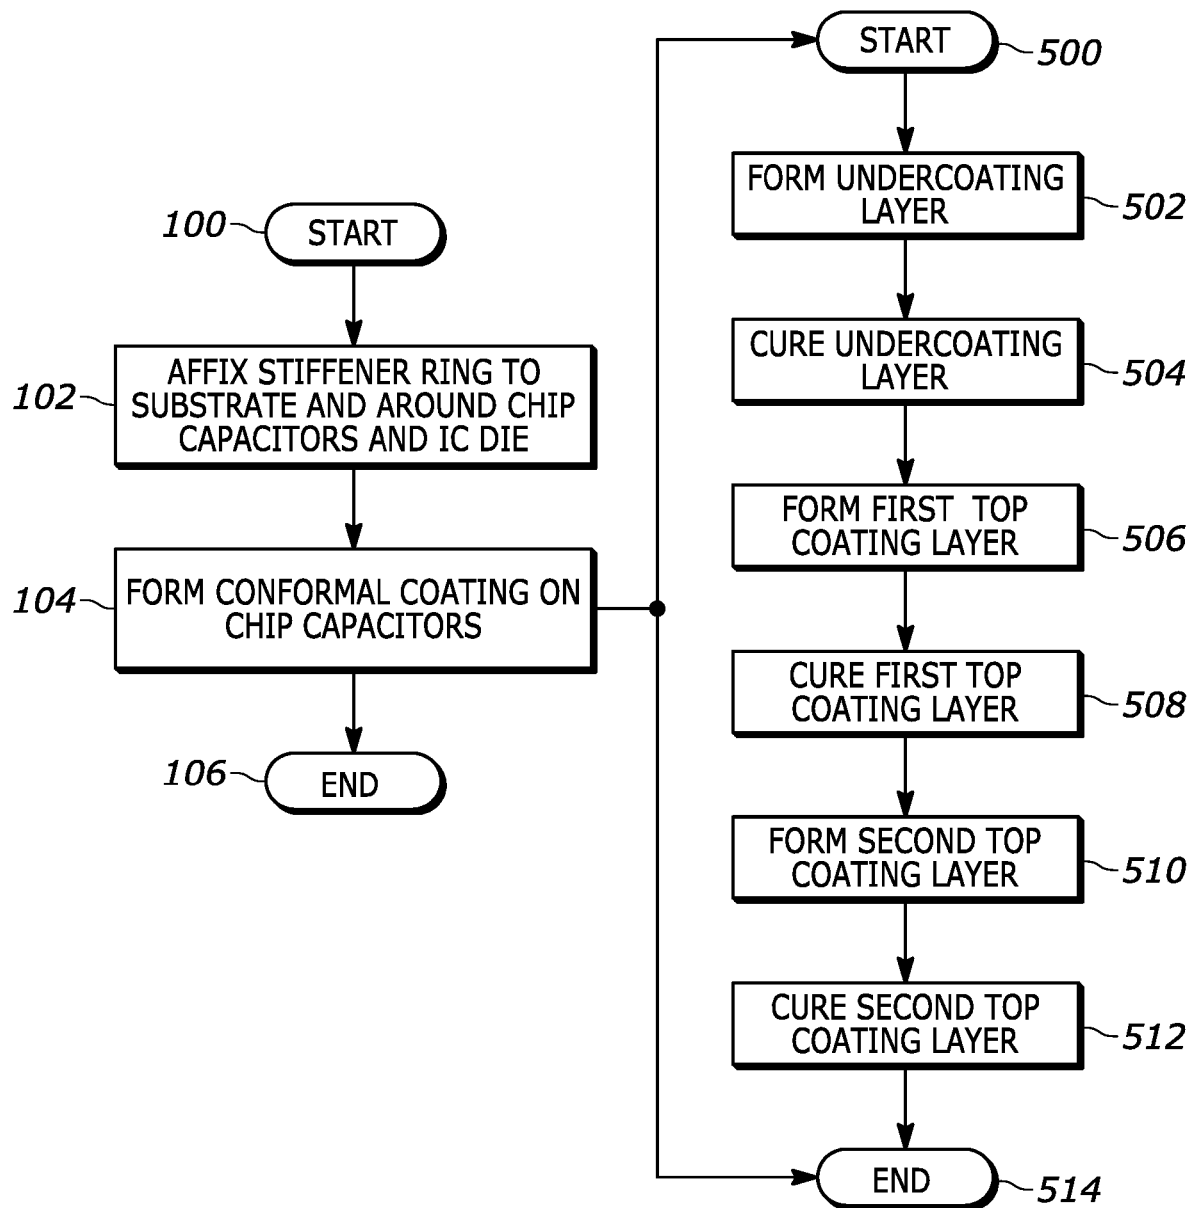 100
START
102
AFFIX STIFFENER RING TO
SUBSTRATE AND AROUND CHIP
CAPACITORS AND IC DIE
104
FORM CONFORMAL COATING ON
CHIP CAPACITORS
106
END
START
500
FORM UNDERCOATING
LAYER
502
CURE UNDERCOATING
LAYER
504
FORM FIRST TOP
COATING LAYER
506
CURE FIRST TOP
COATING LAYER
508
FORM SECOND TOP
COATING LAYER
510
CURE SECOND TOP
COATING LAYER
512
END
514